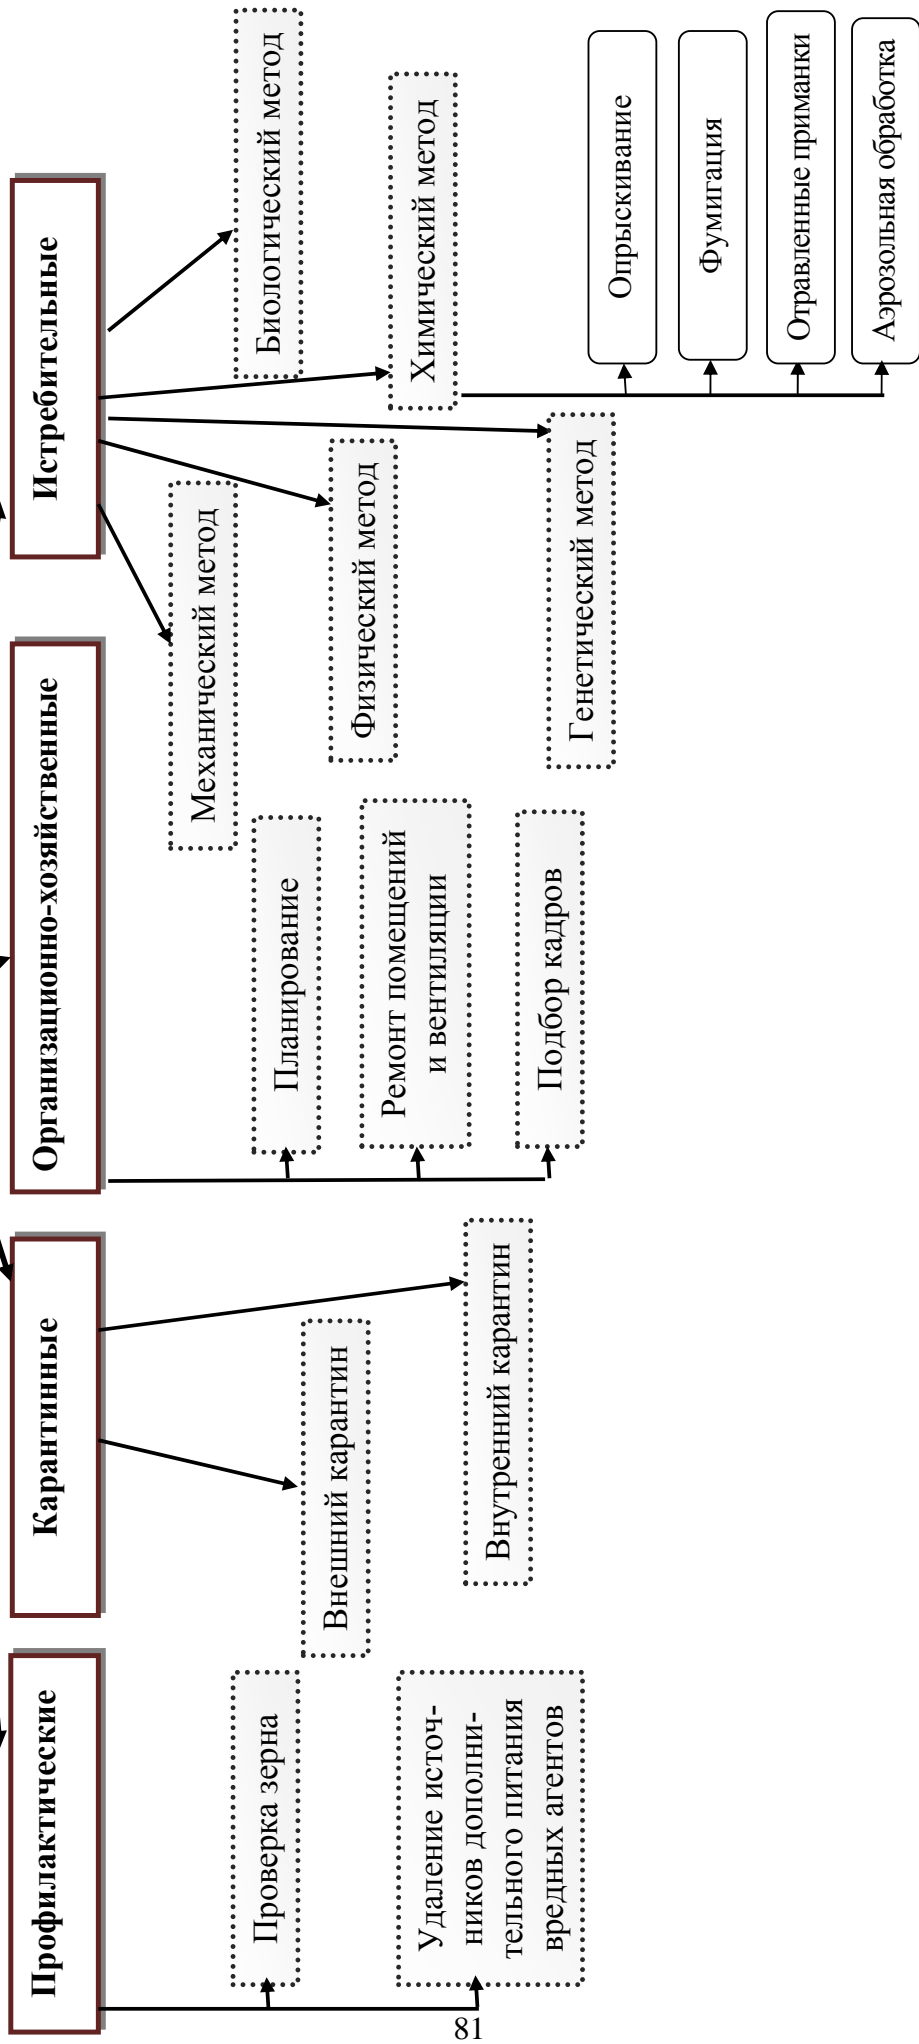 Профилактические
Проверка зерна
Удаление источ-
ников дополни-
тельного питания
вредных агентов
Карантинные
Внешний карантин
Внутренний карантин
Организационно-хозяйственные
Планирование
Ремонт помещений
и вентиляции
Подбор кадров
Истребительные
Механический метод
Физический метод
Генетический метод
Химический метод
Биологический метод
Опрыскивание
Фумигация
Отравленные приманки
Аэрозольная обработка
81